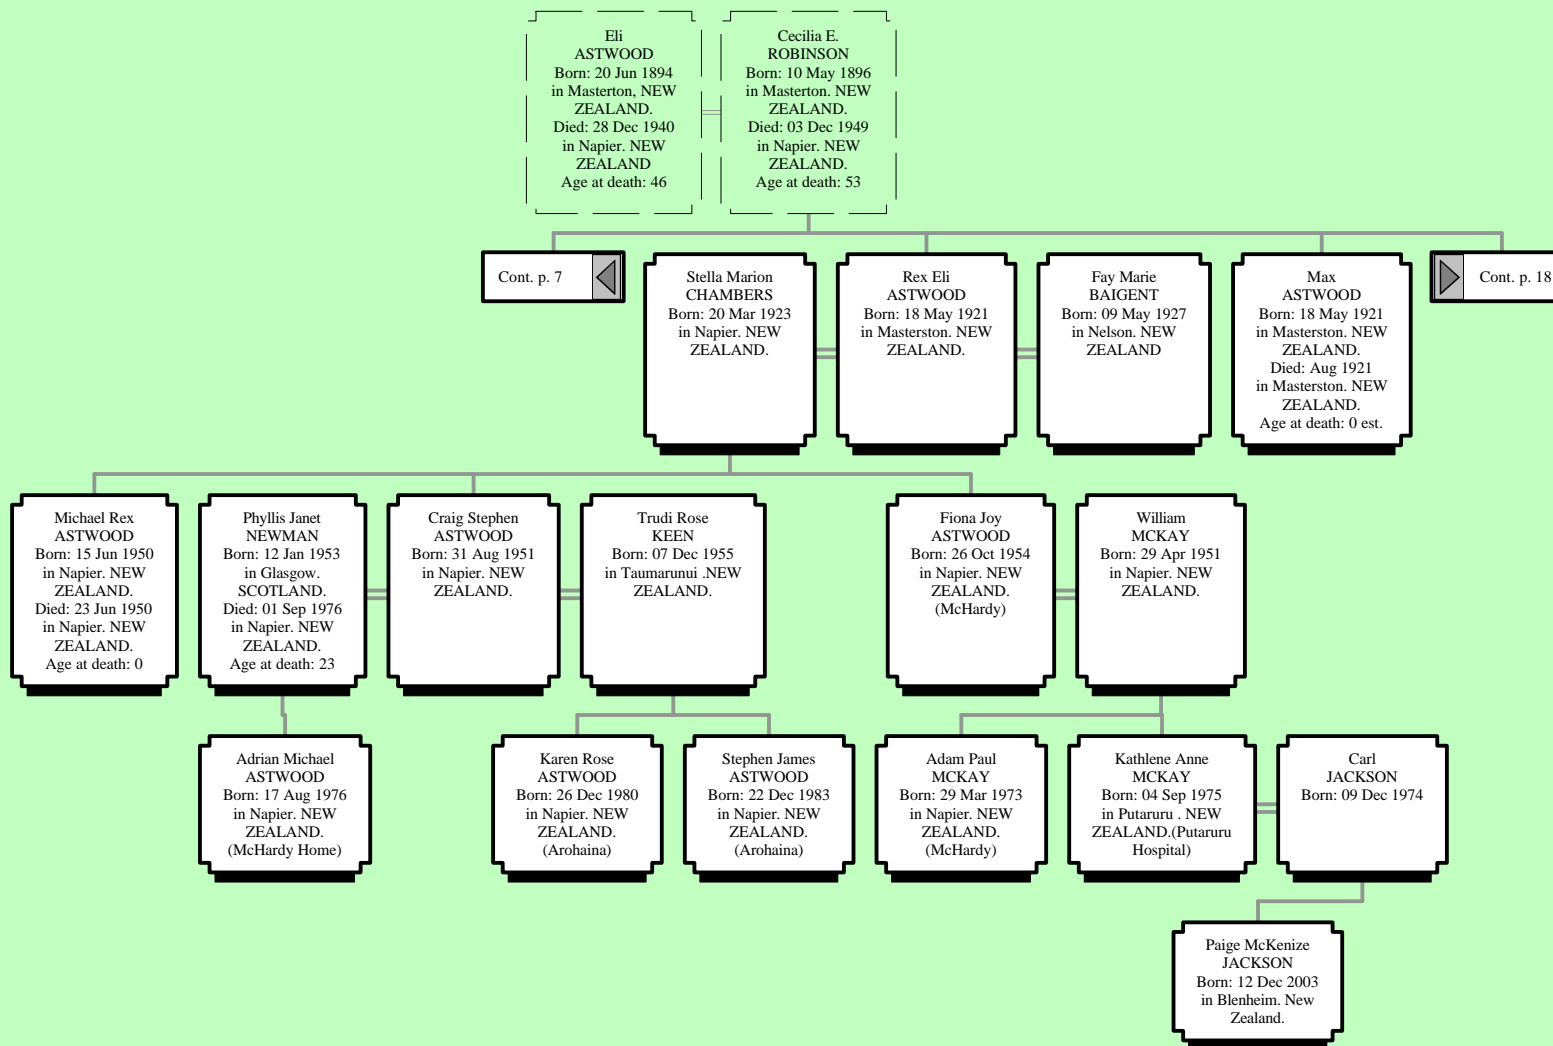 Eli
ASTWOOD
Born: 20 Jun 1894
in Masterton, NEW
ZEALAND.
Died: 28 Dec 1940
in Napier. NEW
ZEALAND
Age at death: 46
Cecilia E.
ROBINSON
Born: 10 May 1896
in Masterton. NEW
ZEALAND.
Died: 03 Dec 1949
in Napier. NEW
ZEALAND.
Age at death: 53
Cont. p. 7
Stella Marion
CHAMBERS
Born: 20 Mar 1923
in Napier. NEW
ZEALAND.
Rex Eli
ASTWOOD
Born: 18 May 1921
in Masterston. NEW
ZEALAND.
Fay Marie
BAIGENT
Born: 09 May 1927
in Nelson. NEW
ZEALAND
Max
ASTWOOD
Born: 18 May 1921
in Masterston. NEW
ZEALAND.
Died: Aug 1921
in Masterston. NEW
ZEALAND.
Age at death: 0 est.
Cont. p. 18
Michael Rex
ASTWOOD
Born: 15 Jun 1950
in Napier. NEW
ZEALAND.
Died: 23 Jun 1950
in Napier. NEW
ZEALAND.
Age at death: 0
Phyllis Janet
NEWMAN
Born: 12 Jan 1953
in Glasgow.
SCOTLAND.
Died: 01 Sep 1976
in Napier. NEW
ZEALAND.
Age at death: 23
Craig Stephen
ASTWOOD
Born: 31 Aug 1951
in Napier. NEW
ZEALAND.
Trudi Rose
KEEN
Born: 07 Dec 1955
in Taumarunui .NEW
ZEALAND.
Fiona Joy
ASTWOOD
Born: 26 Oct 1954
in Napier. NEW
ZEALAND.
(McHardy)
William
MCKAY
Born: 29 Apr 1951
in Napier. NEW
ZEALAND.
Adrian Michael
ASTWOOD
Born: 17 Aug 1976
in Napier. NEW
ZEALAND.
(McHardy Home)
Karen Rose
ASTWOOD
Born: 26 Dec 1980
in Napier. NEW
ZEALAND.
(Arohaina)
Stephen James
ASTWOOD
Born: 22 Dec 1983
in Napier. NEW
ZEALAND.
(Arohaina)
Adam Paul
MCKAY
Born: 29 Mar 1973
in Napier. NEW
ZEALAND.
(McHardy)
Kathlene Anne
MCKAY
Born: 04 Sep 1975
in Putaruru . NEW
ZEALAND.(Putaruru
Hospital)
Carl
JACKSON
Born: 09 Dec 1974
Paige McKenize
JACKSON
Born: 12 Dec 2003
in Blenheim. New
Zealand.